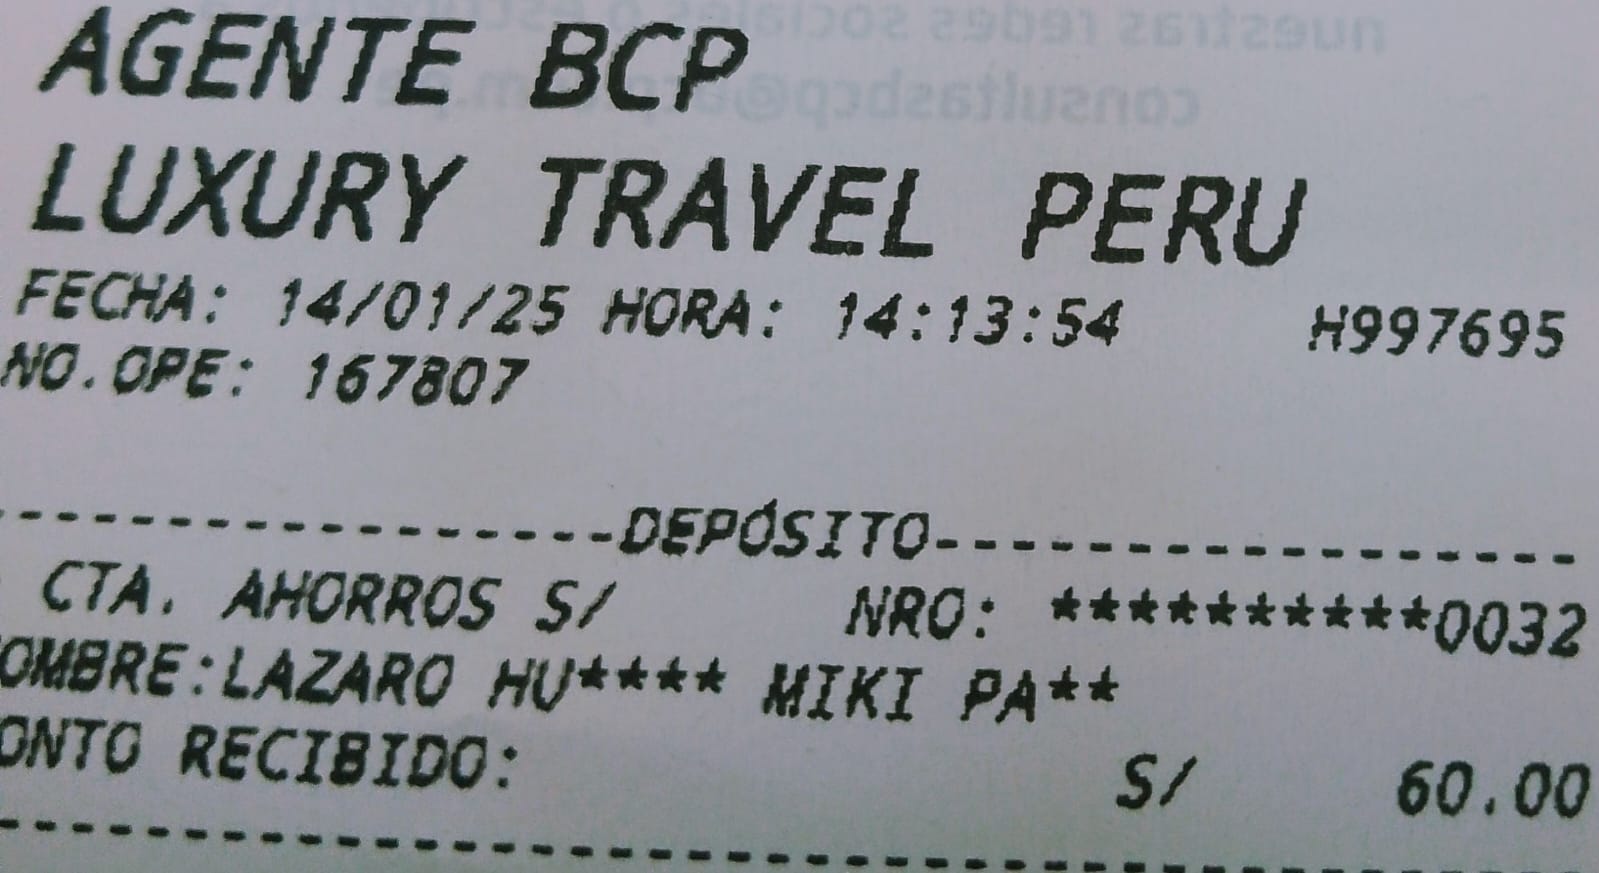 AGENTE BCP
LUXURY TRAVEL PERU
FECHA: 14/01/25 HORA: 14:13:54 H997695
NO.OPE: 167807
------------------DEPÓSITO------------------
CTA. AHORROS S/ NRO: **********0032
OMBRE:LAZARO HU**** MIKI PA**
ONTO RECIBIDO: S/ 60.00